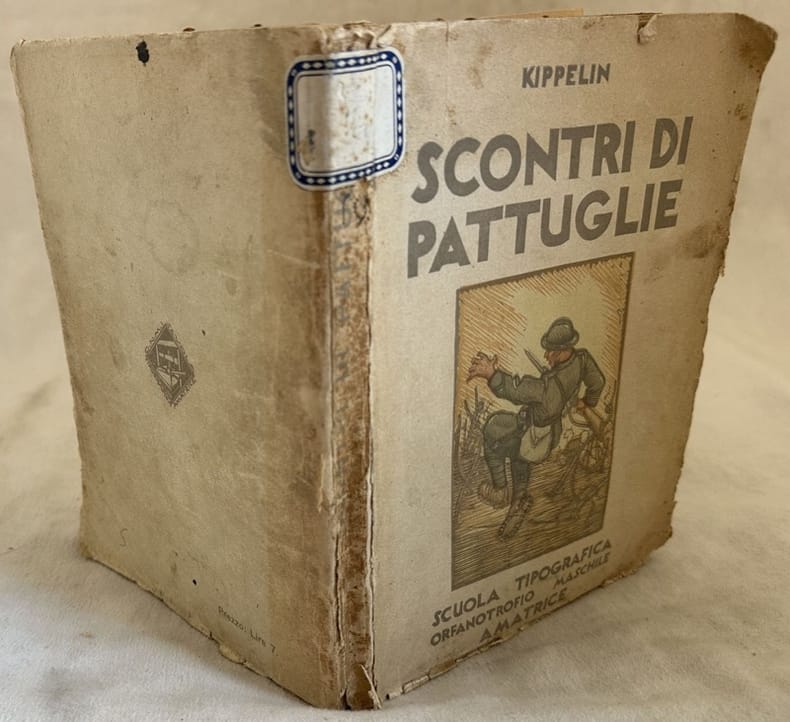 KIPPELIN
SCONTRI DI
PATTUGLIE
SCUOLA TIPOGRAFICA
ORFANOTROFIO MASCHILE
AMATRICE
Prezzo: Lire 7